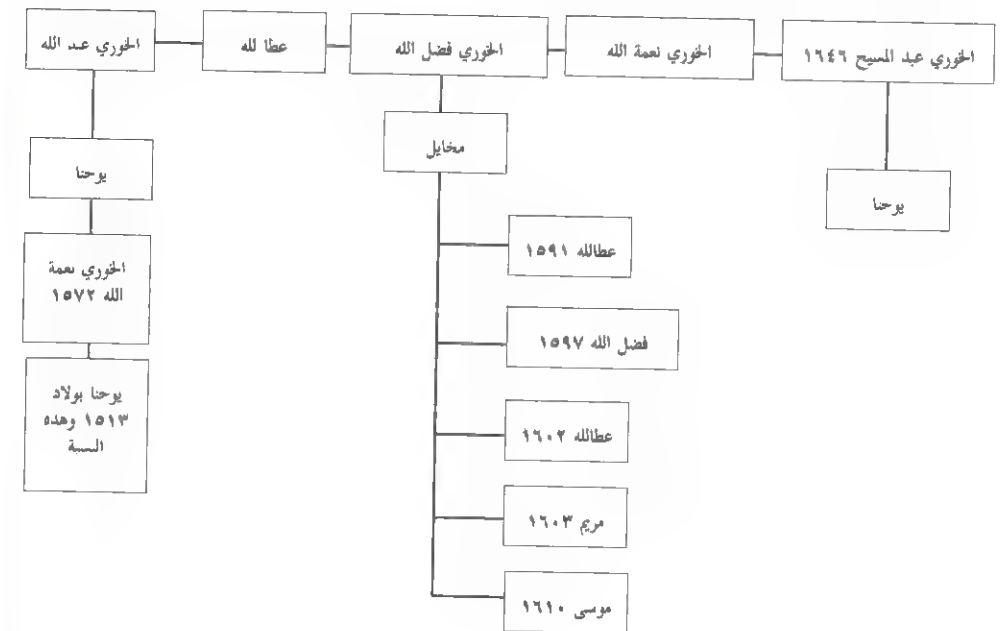 الخوري عبد المسيح ١٦٤٦
الخوري نعمة الله
الخوري فضل الله
عطا لله
الخوري عبد الله
يوحنا
مخايل
يوحنا
عطالله ١٥٩١
فضل الله ١٥٩٧
عطالله ١٦٠٢
مريم ١٦٠٣
موسى ١٦١٠
الخوري نعمة
الله ١٥٧٢
يوحنا بولاد
١٥١٣ وهذه
النسبة